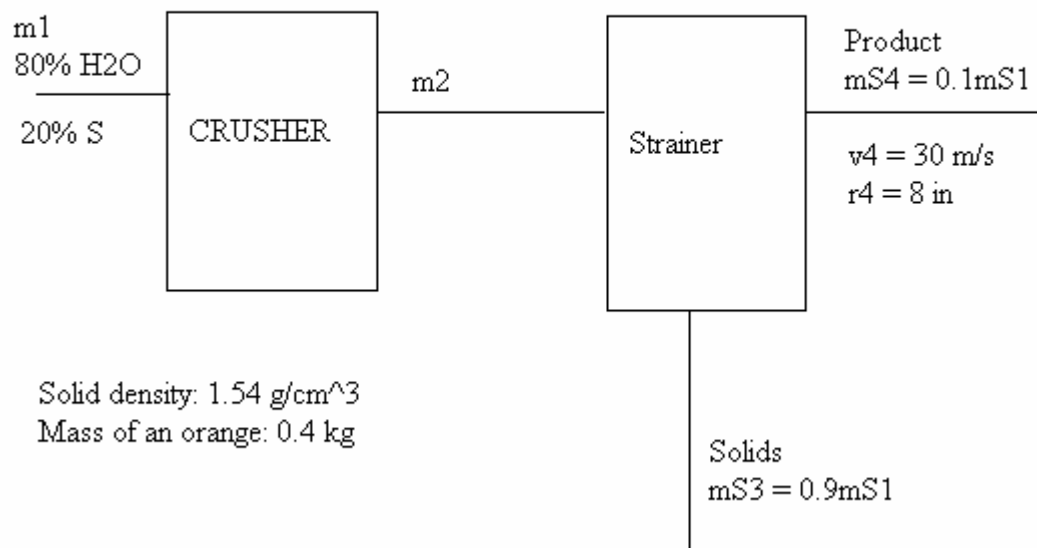 m1
80% H2O
20% S
CRUSHER
m2
Strainer
Product
mS4 = 0.1mS1
v4 = 30 m/s
r4 = 8 in
Solid density: 1.54 g/cm^3
Mass of an orange: 0.4 kg
Solids
mS3 = 0.9mS1